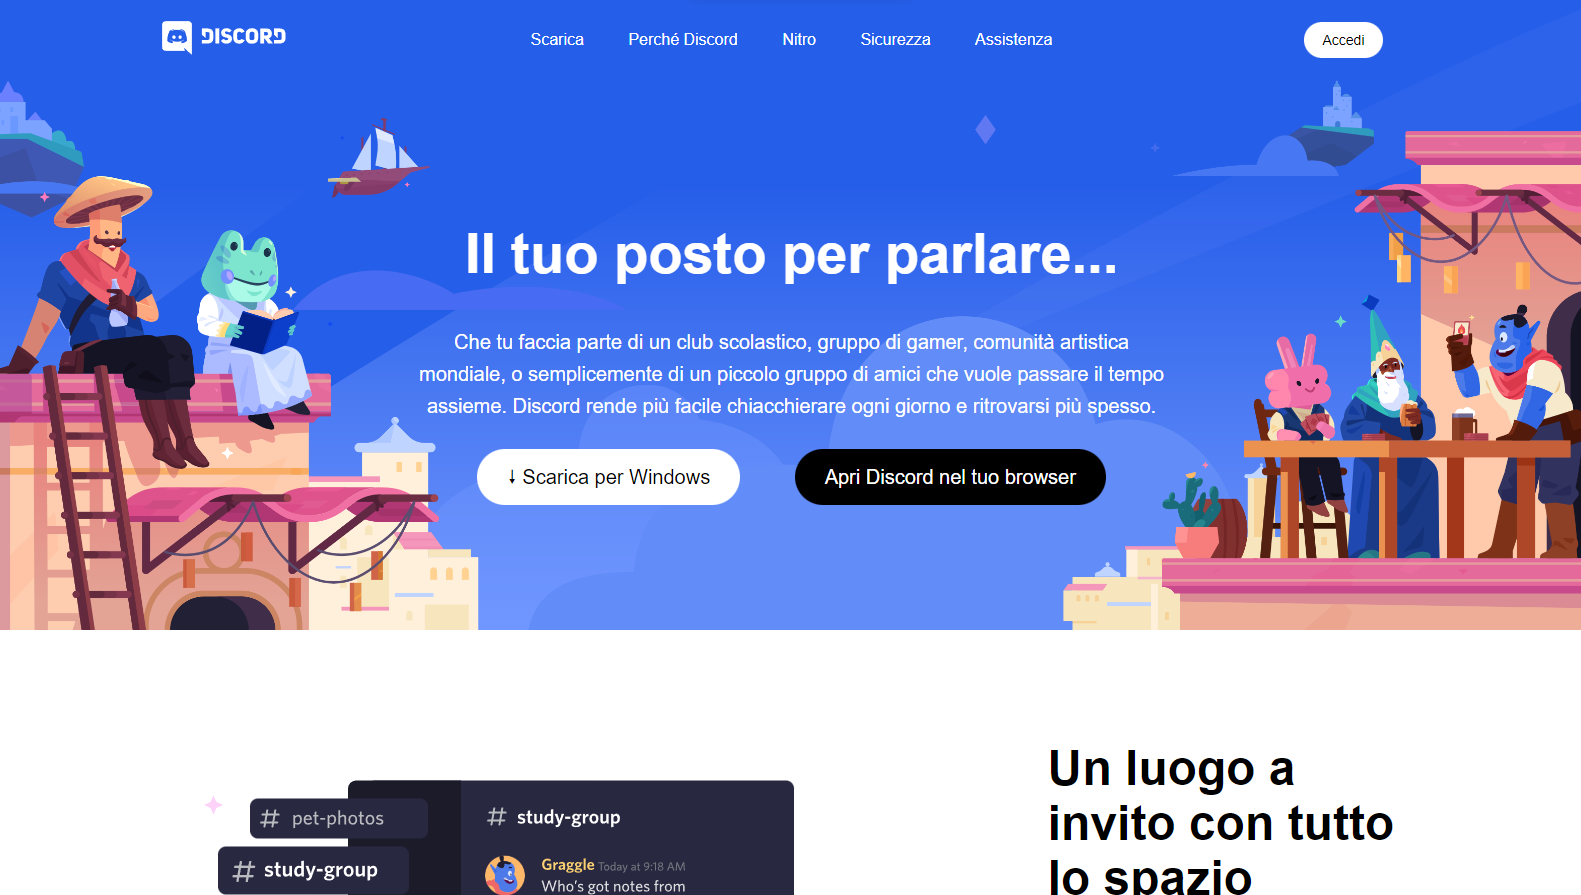 DISCORD
Scarica
Perché Discord
Nitro
Sicurezza
Assistenza
Accedi
Il tuo posto per parlare...
Che tu faccia parte di un club scolastico, gruppo di gamer, comunità artistica
mondiale, o semplicemente di un piccolo gruppo di amici che vuole passare il tempo
assieme. Discord rende più facile chiacchierare ogni giorno e ritrovarsi più spesso.
Scarica per Windows
Apri Discord nel tuo browser
# pet-photos
# study-group
# study-group
Graggle Today at 9:18 AM
Who's got notes from
Un luogo a
invito con tutto
lo spazio